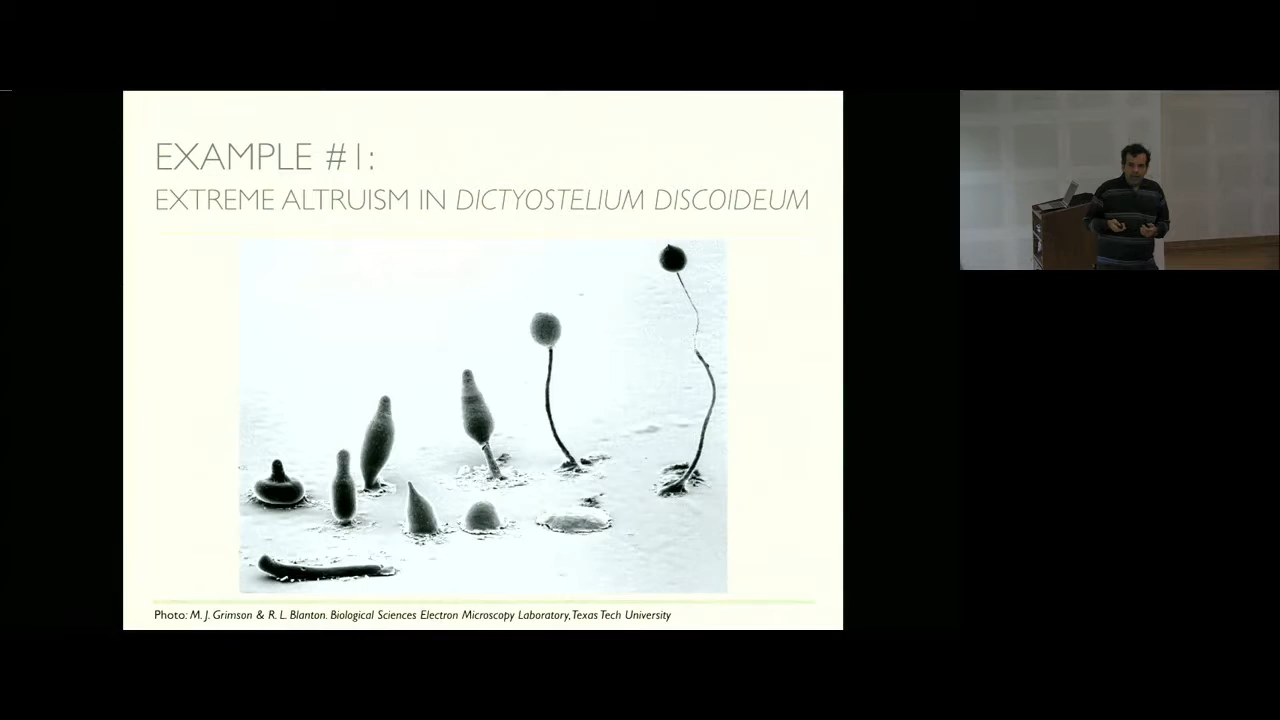 EXAMPLE #1:
EXTREME ALTRUISM IN DICTYOSTELIUM DISCOIDEUM
Photo: M. J. Grimson & R. L. Blanton. Biological Sciences Electron Microscopy Laboratory, Texas Tech University